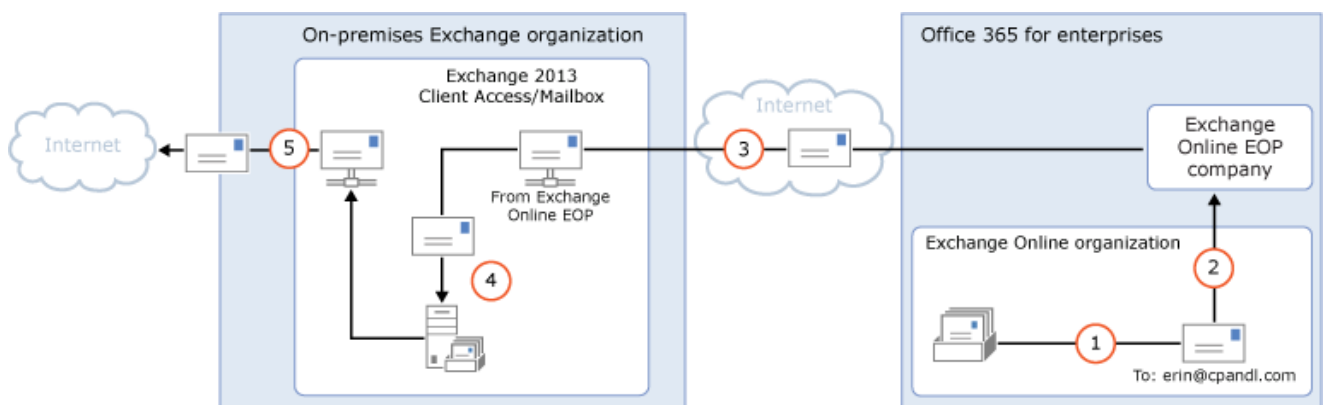 On-premises Exchange organization
Office 365 for enterprises
Exchange 2013
Client Access/Mailbox
Internet
Internet
Exchange
Online EOP
company
5
3
From Exchange
Online EOP
Exchange Online organization
4
2
1
To: erin@cpandl.com